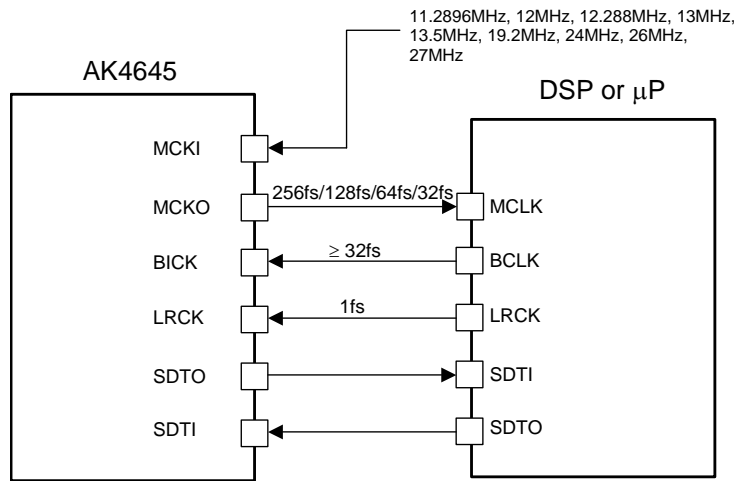 11.2896MHz, 12MHz, 12.288MHz, 13MHz,
13.5MHz, 19.2MHz, 24MHz, 26MHz,
27MHz
AK4645
DSP or μP
MCKI
MCKO
256fs/128fs/64fs/32fs
MCLK
BICK
≥ 32fs
BCLK
LRCK
1fs
LRCK
SDTO
SDTI
SDTI
SDTO